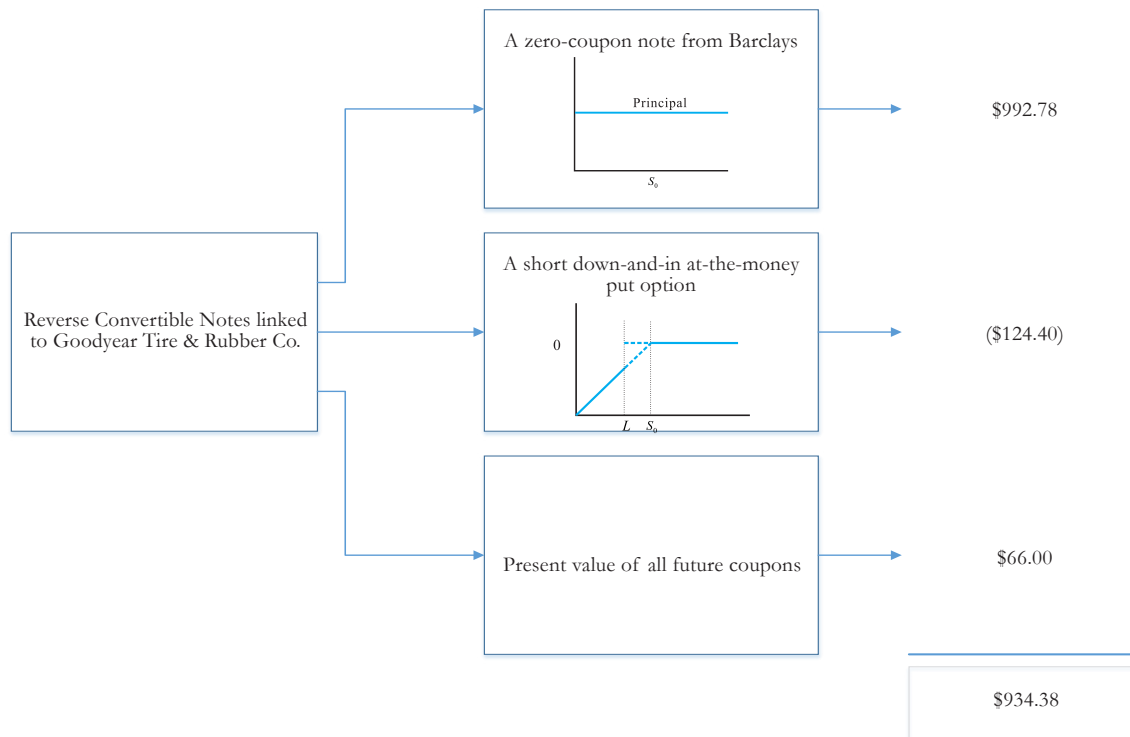 A zero-coupon note from Barclays
Principal
S₀
$992.78
Reverse Convertible Notes linked
to Goodyear Tire & Rubber Co.
A short down-and-in at-the-money
put option
0
L S₀
($124.40)
Present value of all future coupons
$66.00
$934.38